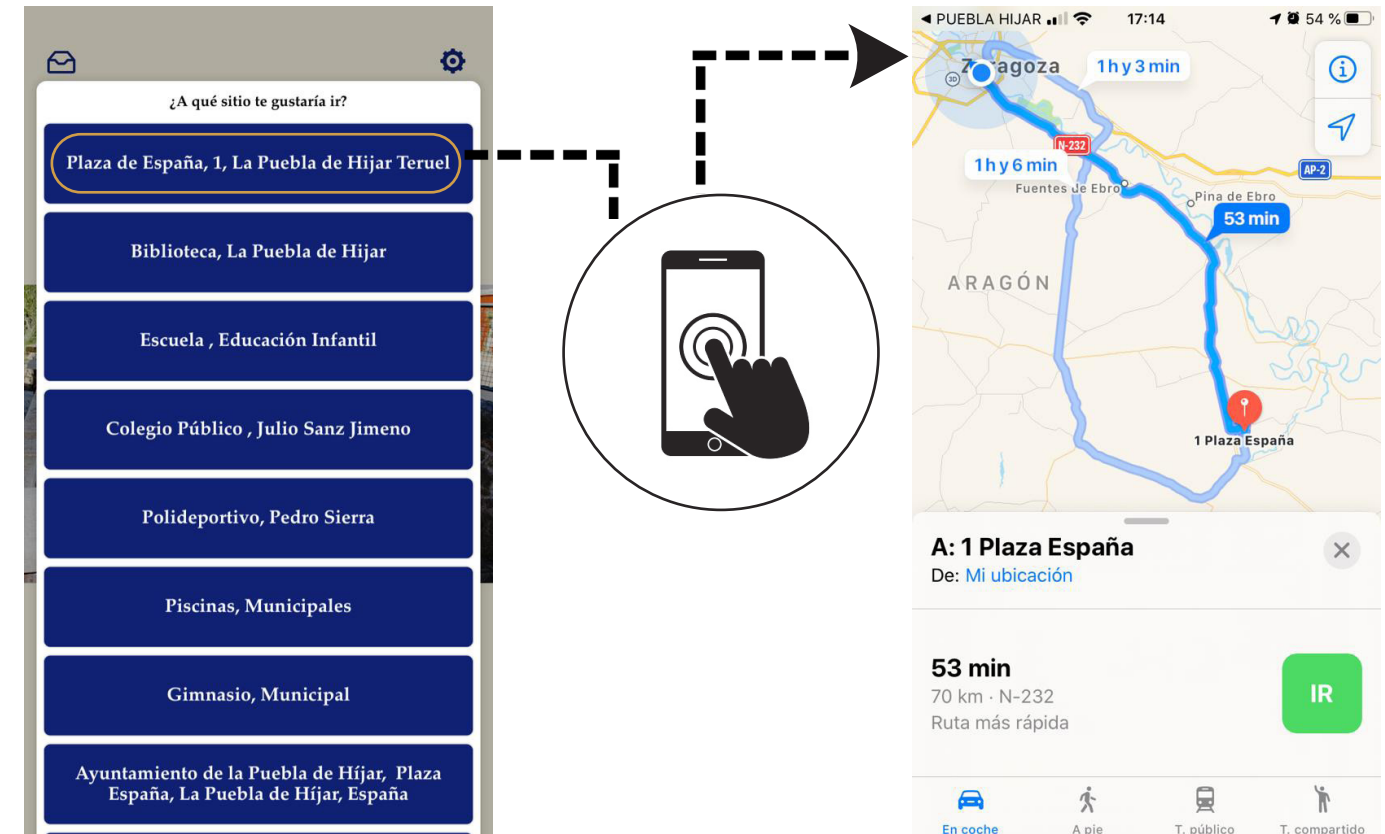 ¿A qué sitio te gustaría ir?
Plaza de España, 1, La Puebla de Hijar Teruel
Biblioteca, La Puebla de Hijar
Escuela , Educación Infantil
Colegio Público , Julio Sanz Jimeno
Polideportivo, Pedro Sierra
Piscinas, Municipales
Gimnasio, Municipal
Ayuntamiento de la Puebla de Híjar, Plaza
España, La Puebla de Híjar, España
PUEBLA HIJAR
17:14
54 %
3D
1 h y 3 min
N-232
1 h y 6 min
AP-2
Fuentes de Ebro
Pina de Ebro
53 min
ARAGÓN
1 Plaza España
A: 1 Plaza España
De: Mi ubicación
53 min
70 km · N-232
Ruta más rápida
IR
En coche
A pie
T. público
T. compartido